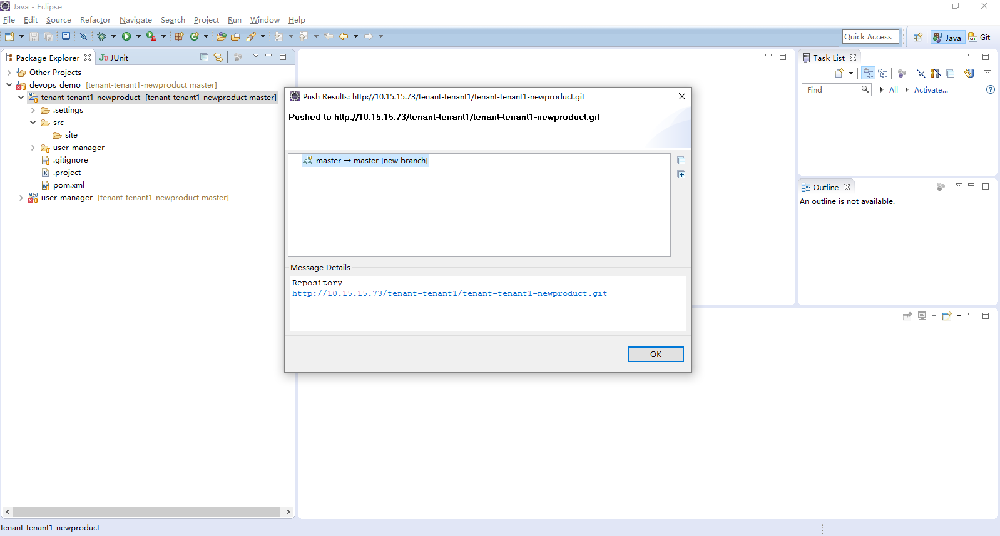 Java - Eclipse
File Edit Source Refactor Navigate Search Project Run Window Help
Quick Access
Java
Git
Package Explorer
JUnit
Other Projects
devops_demo [tenant-tenant1-newproduct master]
tenant-tenant1-newproduct [tenant-tenant1-newproduct master]
.settings
src
site
user-manager
.gitignore
.project
pom.xml
user-manager [tenant-tenant1-newproduct master]
Push Results: http://10.15.15.73/tenant-tenant1/tenant-tenant1-newproduct.git
Pushed to http://10.15.15.73/tenant-tenant1/tenant-tenant1-newproduct.git
master → master [new branch]
Message Details
Repository
http://10.15.15.73/tenant-tenant1/tenant-tenant1-newproduct.git
OK
Task List
Find
All
Activate...
Outline
An outline is not available.
tenant-tenant1-newproduct